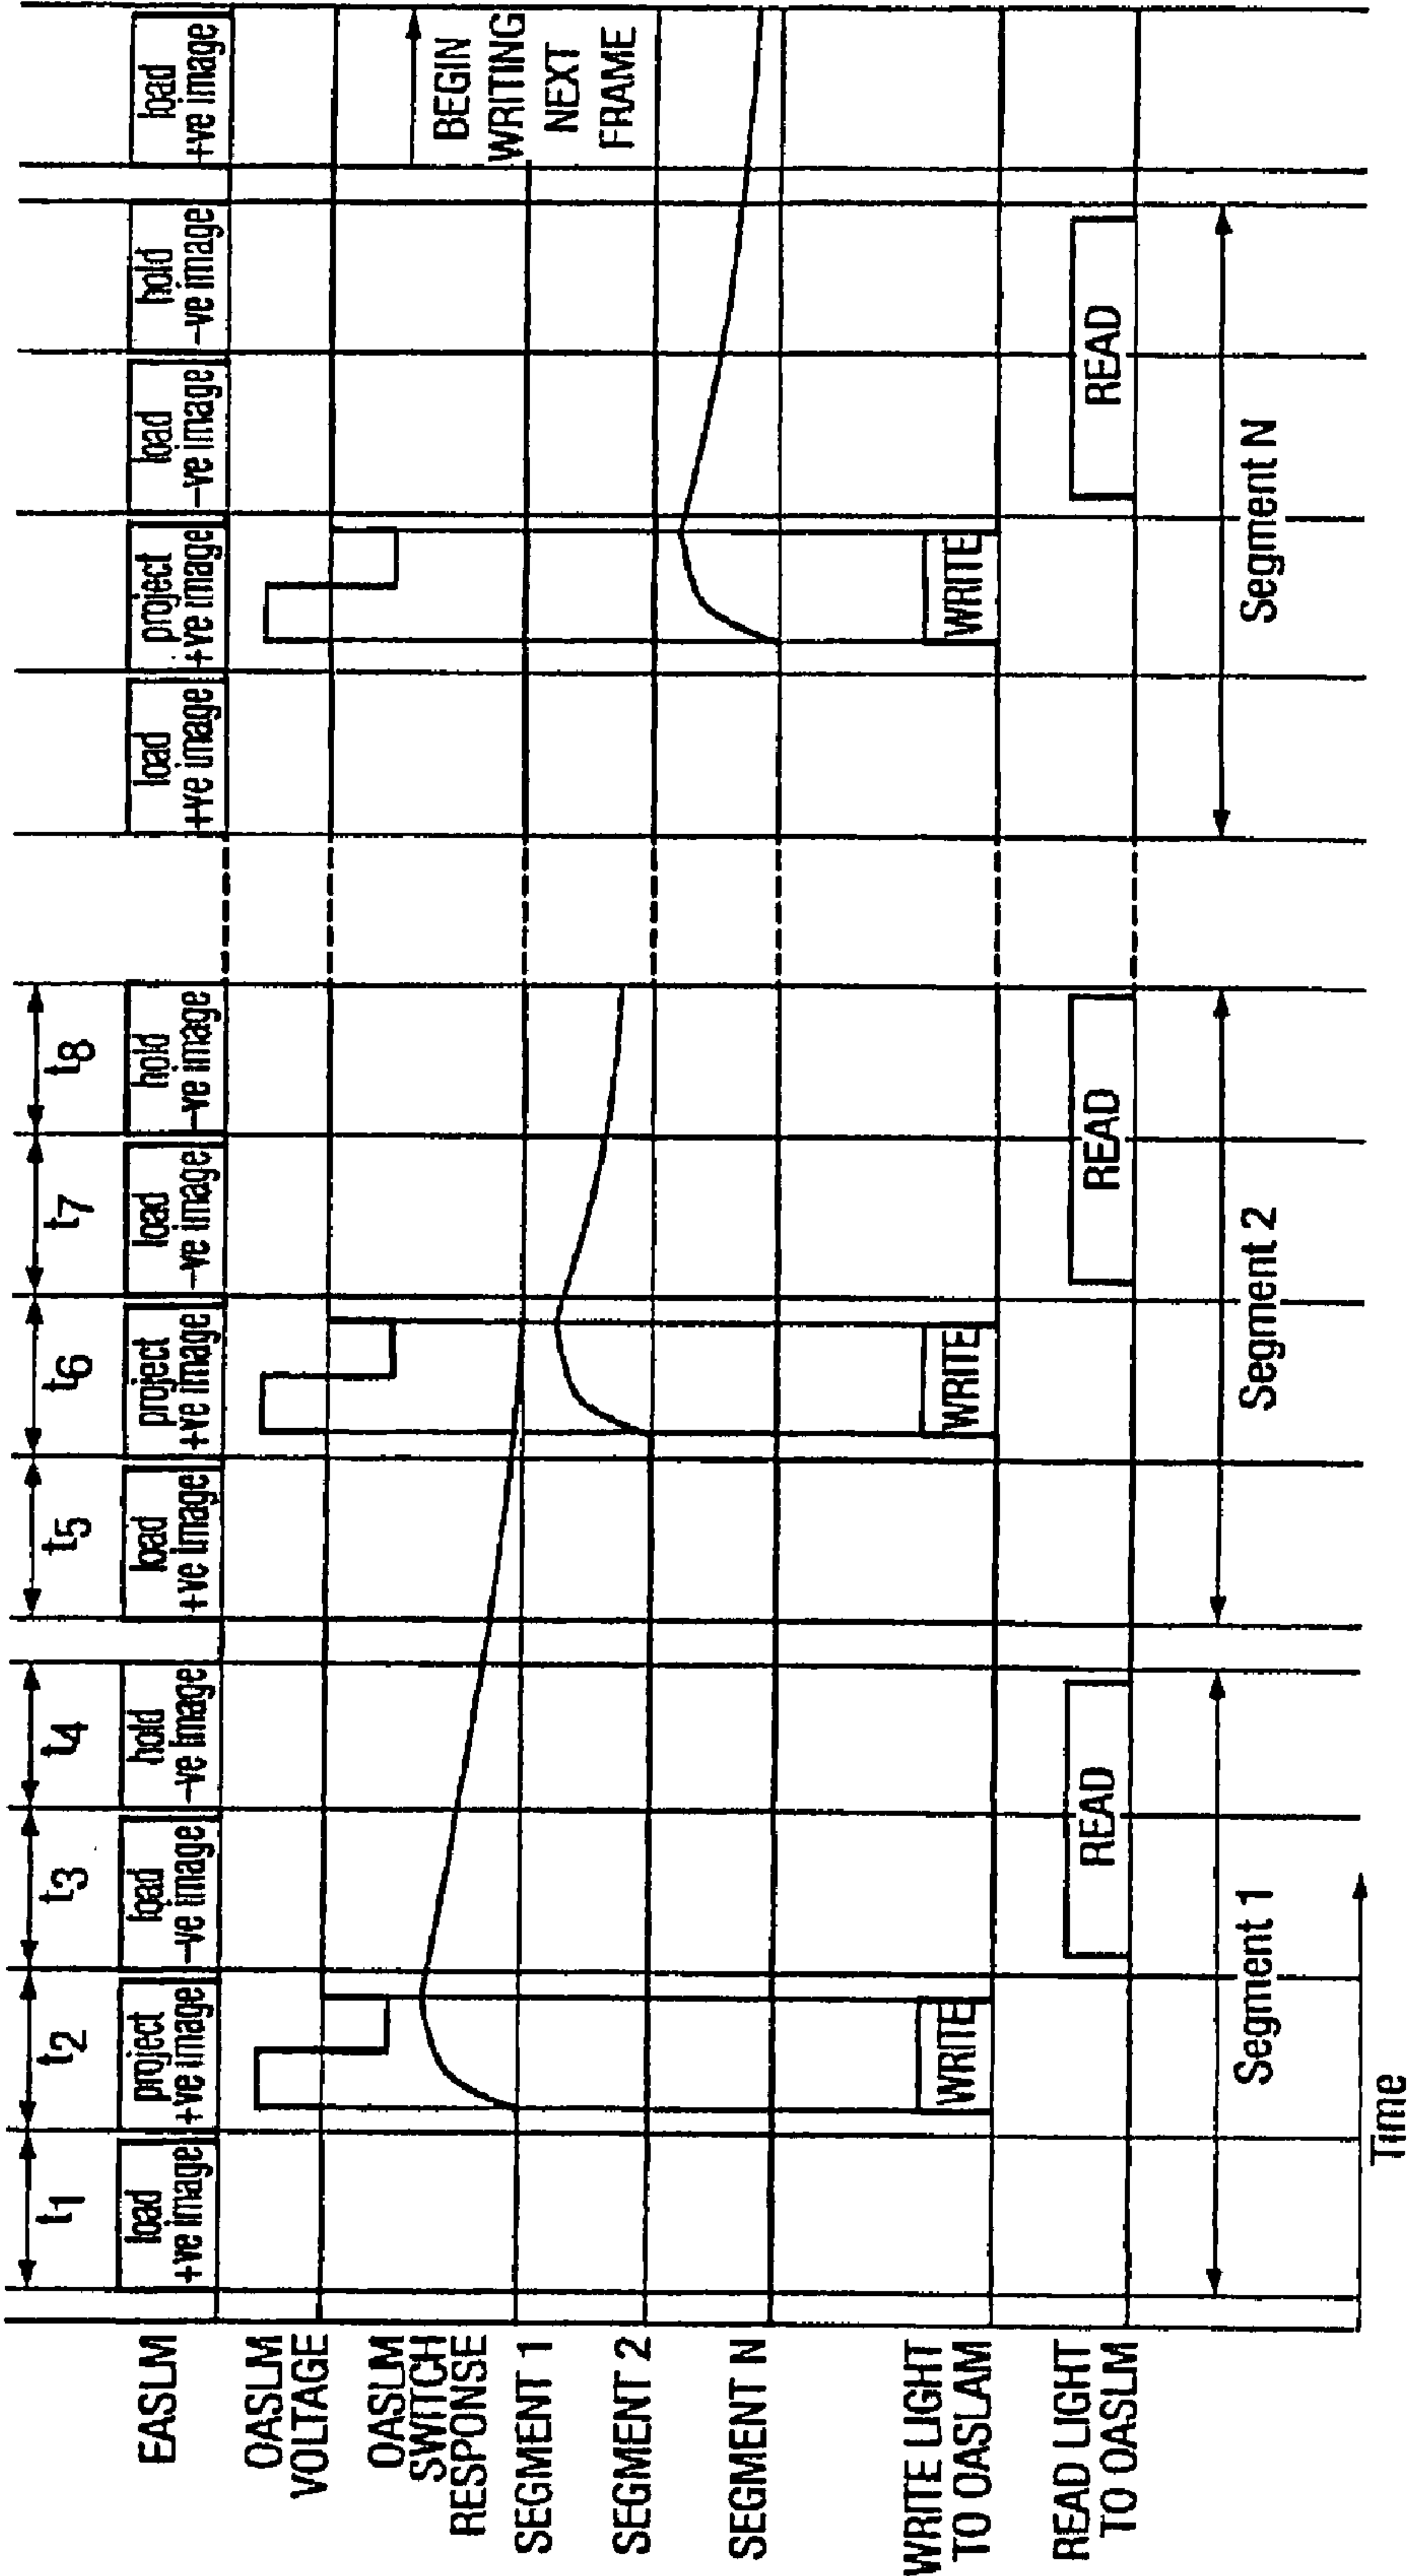 t1
t2
t3
t4
t5
t6
t7
t8
EASLM
load
+ve image
project
+ve image
load
–ve image
hold
–ve image
load
+ve image
project
+ve image
load
–ve image
hold
–ve image
load
+ve image
project
+ve image
load
–ve image
hold
–ve image
load
+ve image
OASLM
VOLTAGE
OASLM
SWITCH
RESPONSE
BEGIN
WRITING
NEXT
FRAME
SEGMENT 1
SEGMENT 2
SEGMENT N
WRITE LIGHT
TO OASLAM
WRITE
WRITE
WRITE
READ LIGHT
TO OASLM
READ
READ
READ
Segment 1
Segment 2
Segment N
Time